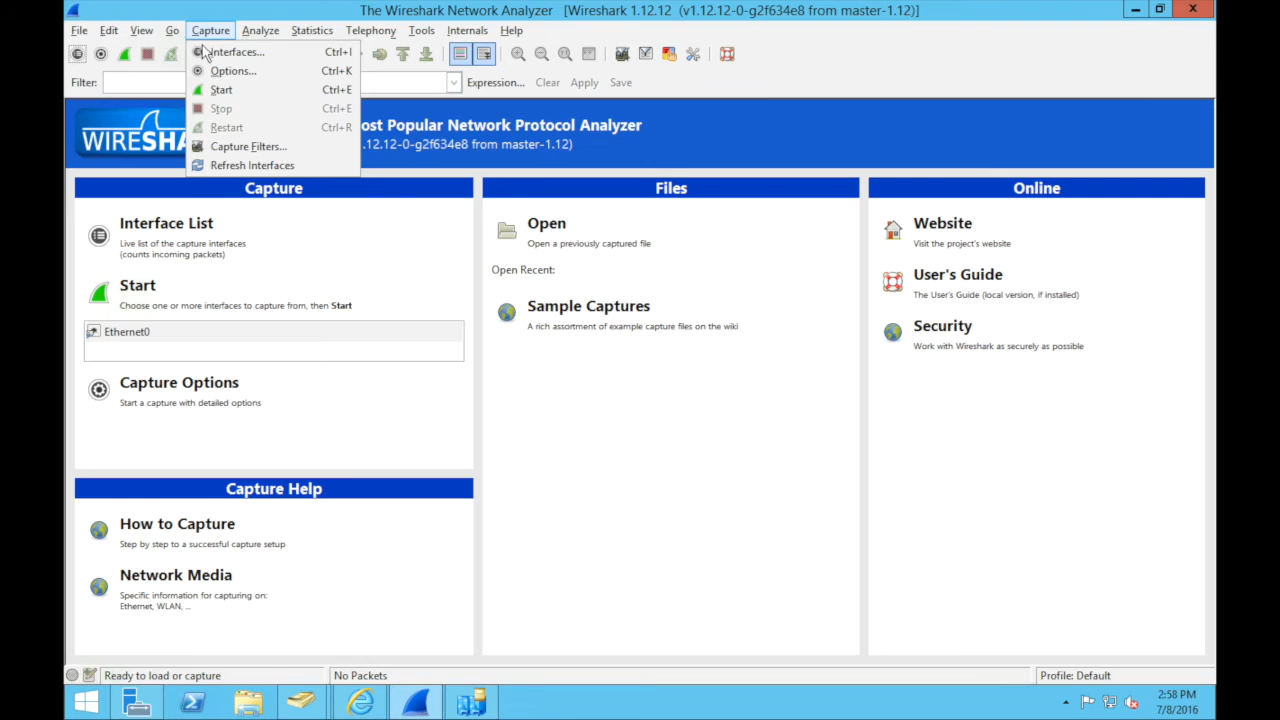 The Wireshark Network Analyzer [Wireshark 1.12.12 (v1.12.12-0-g2f634e8 from master-1.12)]
File Edit View Go Capture Analyze Statistics Telephony Tools Internals Help
Interfaces... Ctrl+I
Options... Ctrl+K
Start Ctrl+E
Stop Ctrl+E
Restart Ctrl+R
Capture Filters...
Refresh Interfaces
Filter: Expression... Clear Apply Save
WIRESHA
ost Popular Network Protocol Analyzer
.12.12-0-g2f634e8 from master-1.12)
Capture
Interface List
Live list of the capture interfaces
(counts incoming packets)
Start
Choose one or more interfaces to capture from, then Start
Ethernet0
Capture Options
Start a capture with detailed options
Capture Help
How to Capture
Step by step to a successful capture setup
Network Media
Specific information for capturing on:
Ethernet, WLAN, ...
Files
Open
Open a previously captured file
Open Recent:
Sample Captures
A rich assortment of example capture files on the wiki
Online
Website
Visit the project's website
User's Guide
The User's Guide (local version, if installed)
Security
Work with Wireshark as securely as possible
Ready to load or capture
No Packets
Profile: Default
2:58 PM
7/8/2016